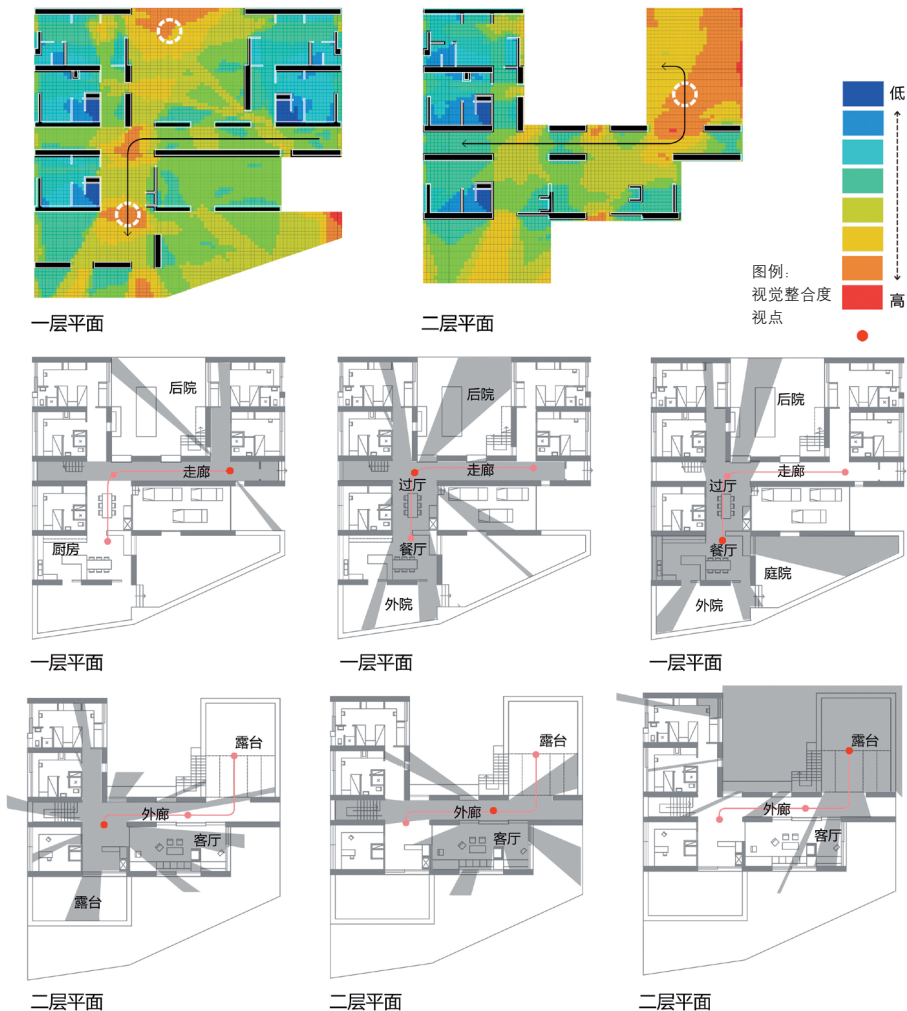 低
图例:
视觉整合度
高
视点
一层平面
二层平面
后院
走廊
厨房
一层平面
后院
走廊
过厅
餐厅
外院
一层平面
后院
走廊
过厅
餐厅
庭院
外院
一层平面
露台
外廊
客厅
露台
二层平面
露台
外廊
客厅
二层平面
露台
外廊
客厅
二层平面